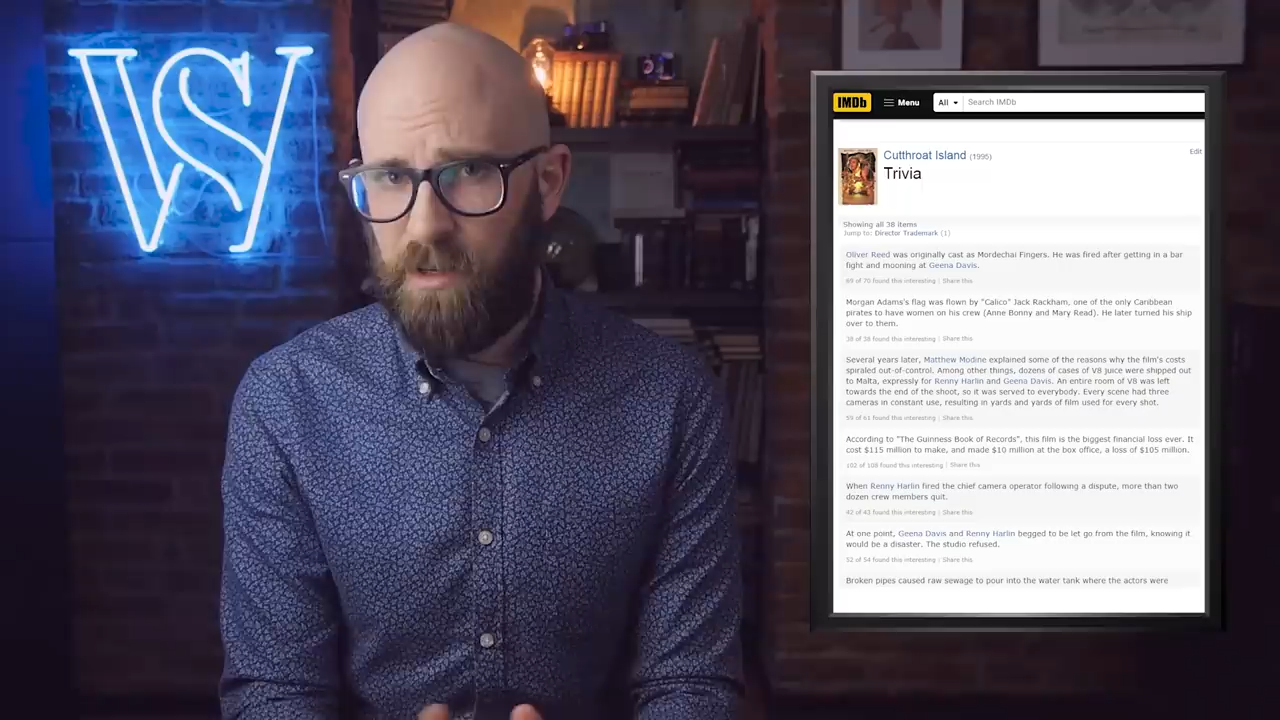 WS
IMDb Menu All Search IMDb
Edit
Cutthroat Island (1995)
Trivia
Showing all 38 items
Jump to: Director Trademark (1)
Oliver Reed was originally cast as Mordechai Fingers. He was fired after getting in a bar
fight and mooning at Geena Davis.
69 of 70 found this interesting | Share this
Morgan Adams's flag was flown by "Calico" Jack Rackham, one of the only Caribbean
pirates to have women on his crew (Anne Bonny and Mary Read). He later turned his ship
over to them.
38 of 38 found this interesting | Share this
Several years later, Matthew Modine explained some of the reasons why the film's costs
spiraled out-of-control. Among other things, dozens of cases of V8 juice were shipped out
to Malta, expressly for Renny Harlin and Geena Davis. An entire room of V8 was left
towards the end of the shoot, so it was served to everybody. Every scene had three
cameras in constant use, resulting in yards and yards of film used for every shot.
59 of 61 found this interesting | Share this
According to "The Guinness Book of Records", this film is the biggest financial loss ever. It
cost $115 million to make, and made $10 million at the box office, a loss of $105 million.
102 of 108 found this interesting | Share this
When Renny Harlin fired the chief camera operator following a dispute, more than two
dozen crew members quit.
43 of 43 found this interesting | Share this
At one point, Geena Davis and Renny Harlin begged to be let go from the film, knowing it
would be a disaster. The studio refused.
52 of 54 found this interesting | Share this
Broken pipes caused raw sewage to pour into the water tank where the actors were